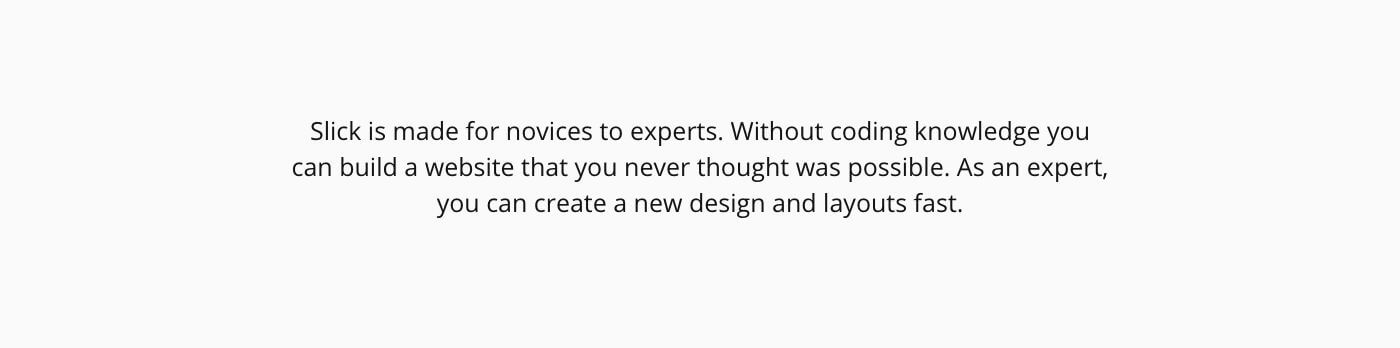 Slick is made for novices to experts. Without coding knowledge you
can build a website that you never thought was possible. As an expert,
you can create a new design and layouts fast.